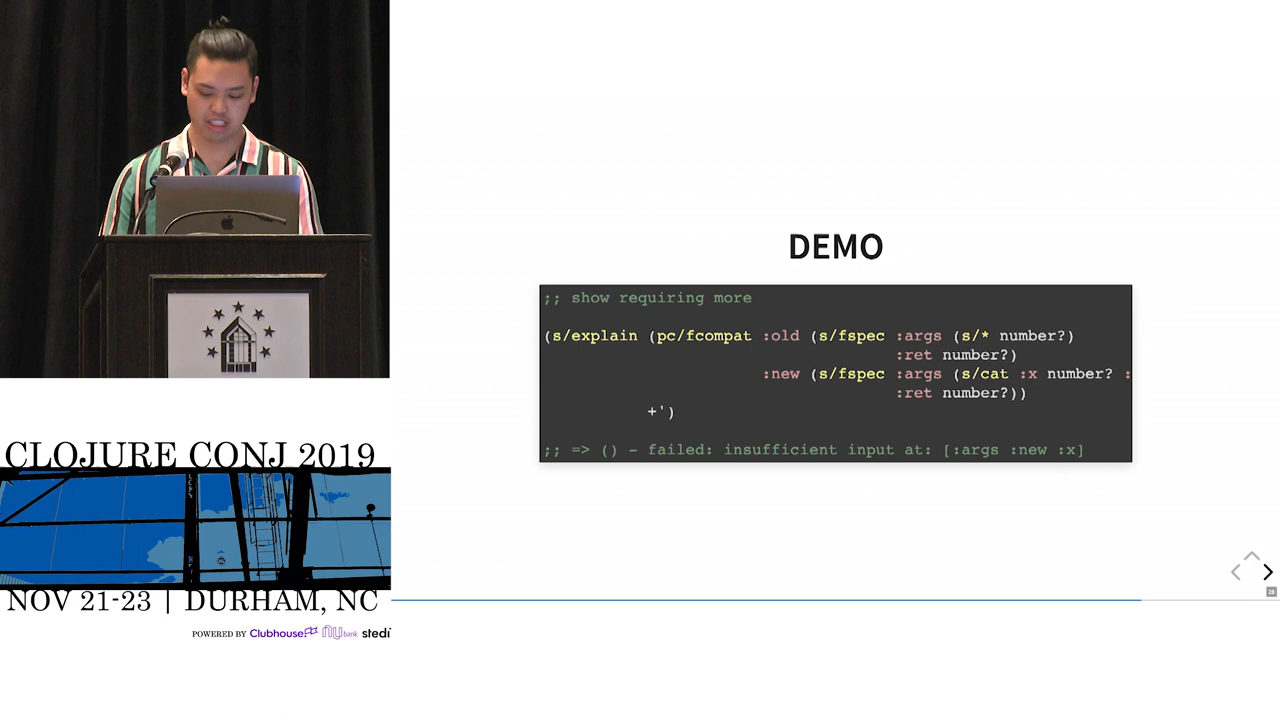 DEMO
;; show requiring more
(s/explain (pc/fcompat :old (s/fspec :args (s/* number?)
:ret number?)
:new (s/fspec :args (s/cat :x number? :
:ret number?))
+')
;; => () – failed: insufficient input at: [:args :new :x]
CLOJURE CONJ 2019
NOV 21-23 | DURHAM, NC
POWERED BY Clubhouse nu bank stedi
28